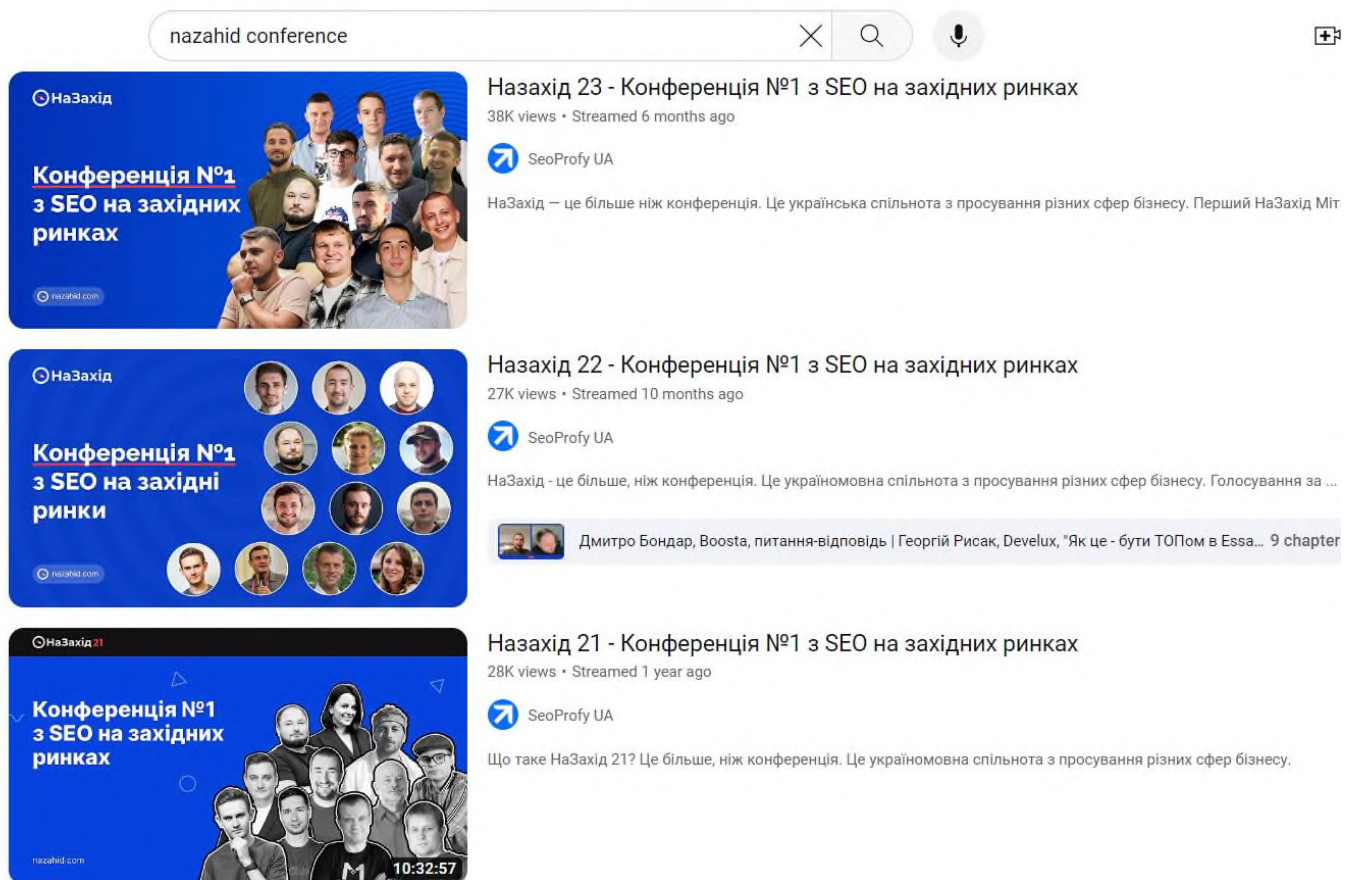 nazahid conference
НаЗахід
Конференція №1
з SEO на західних
ринках
nazahid.com
Назахід 23 - Конференція №1 з SEO на західних ринках
38K views • Streamed 6 months ago
SeoProfy UA
НаЗахід — це більше ніж конференція. Це українська спільнота з просування різних сфер бізнесу. Перший НаЗахід Міт
НаЗахід
Конференція №1
з SEO на західні
ринки
nazahid.com
Назахід 22 - Конференція №1 з SEO на західних ринках
27K views • Streamed 10 months ago
SeoProfy UA
НаЗахід - це більше, ніж конференція. Це україномовна спільнота з просування різних сфер бізнесу. Голосування за ...
Дмитро Бондар, Boosta, питання-відповідь | Георгій Рисак, Develux, "Як це - бути ТОПом в Essa... 9 chapter
НаЗахід21
Конференція №1
з SEO на західних
ринках
nazahid.com
10:32:57
Назахід 21 - Конференція №1 з SEO на західних ринках
28K views • Streamed 1 year ago
SeoProfy UA
Що таке НаЗахід 21? Це більше, ніж конференція. Це україномовна спільнота з просування різних сфер бізнесу.